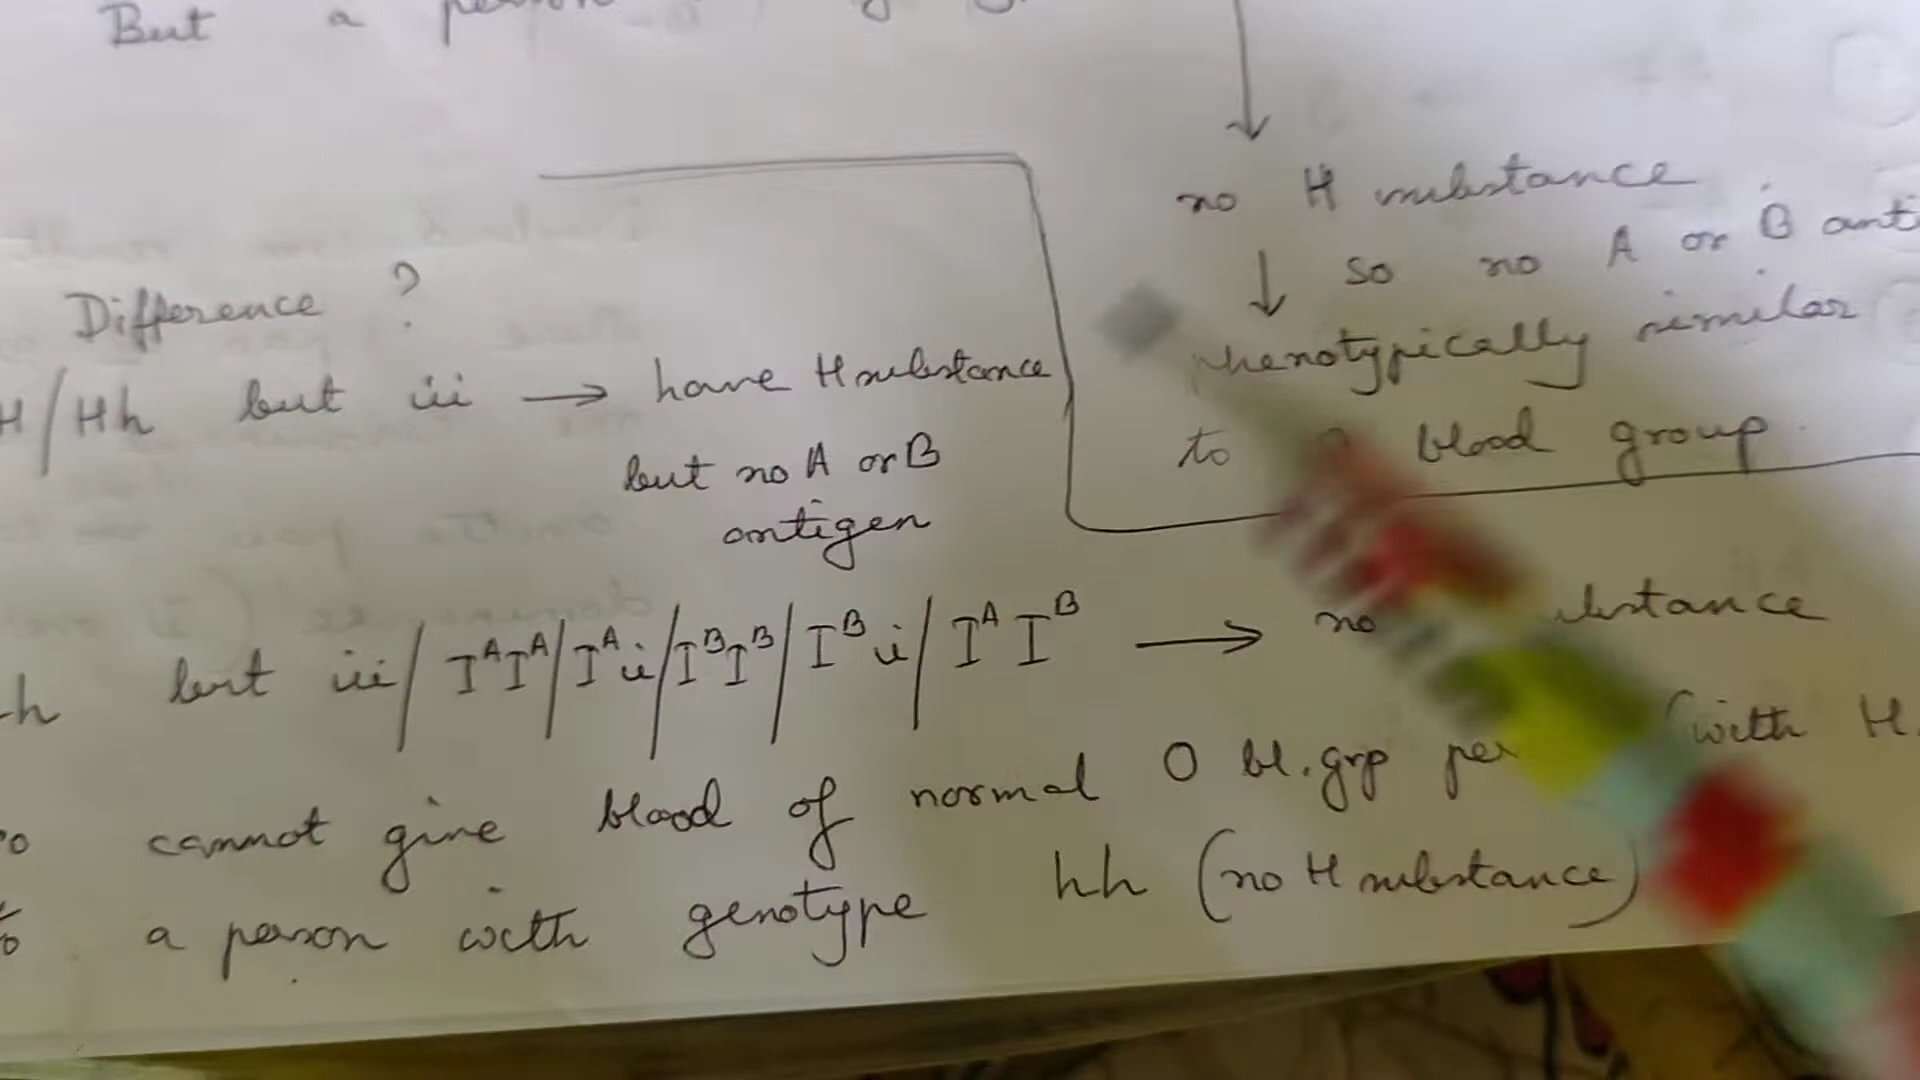 But a
no H substance
so no A or B anti
phenotypically similar
to blood group.
Difference ?
H/Hh but ii → have H substance
but no A or B
antigen
h but ii/ IᴬIᴬ/Iᴬi/IᴮIᴮ/Iᴮi/IᴬIᴮ → no
cannot give blood of normal O bl.grp (with H
a person with genotype hh (no H substance)